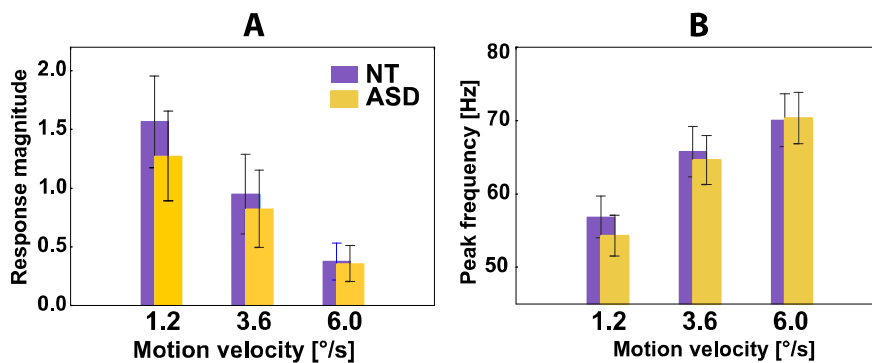 A
Response magnitude
2.0
1.5
1.0
0.5
0.0
NT
ASD
1.2 3.6 6.0
Motion velocity [°/s]
B
Peak frequency [Hz]
80
70
60
50
1.2 3.6 6.0
Motion velocity [°/s]